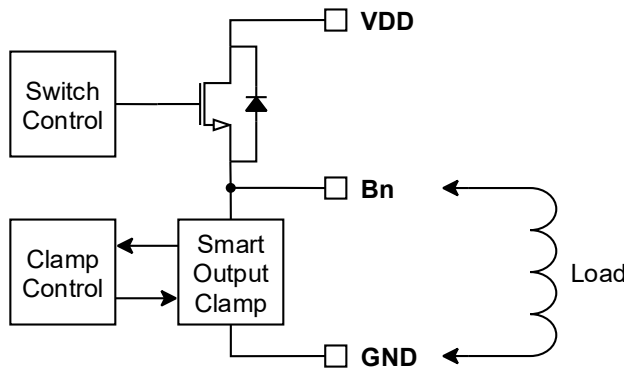 VDD
Switch
Control
Bn
Clamp
Control
Smart
Output
Clamp
Load
GND